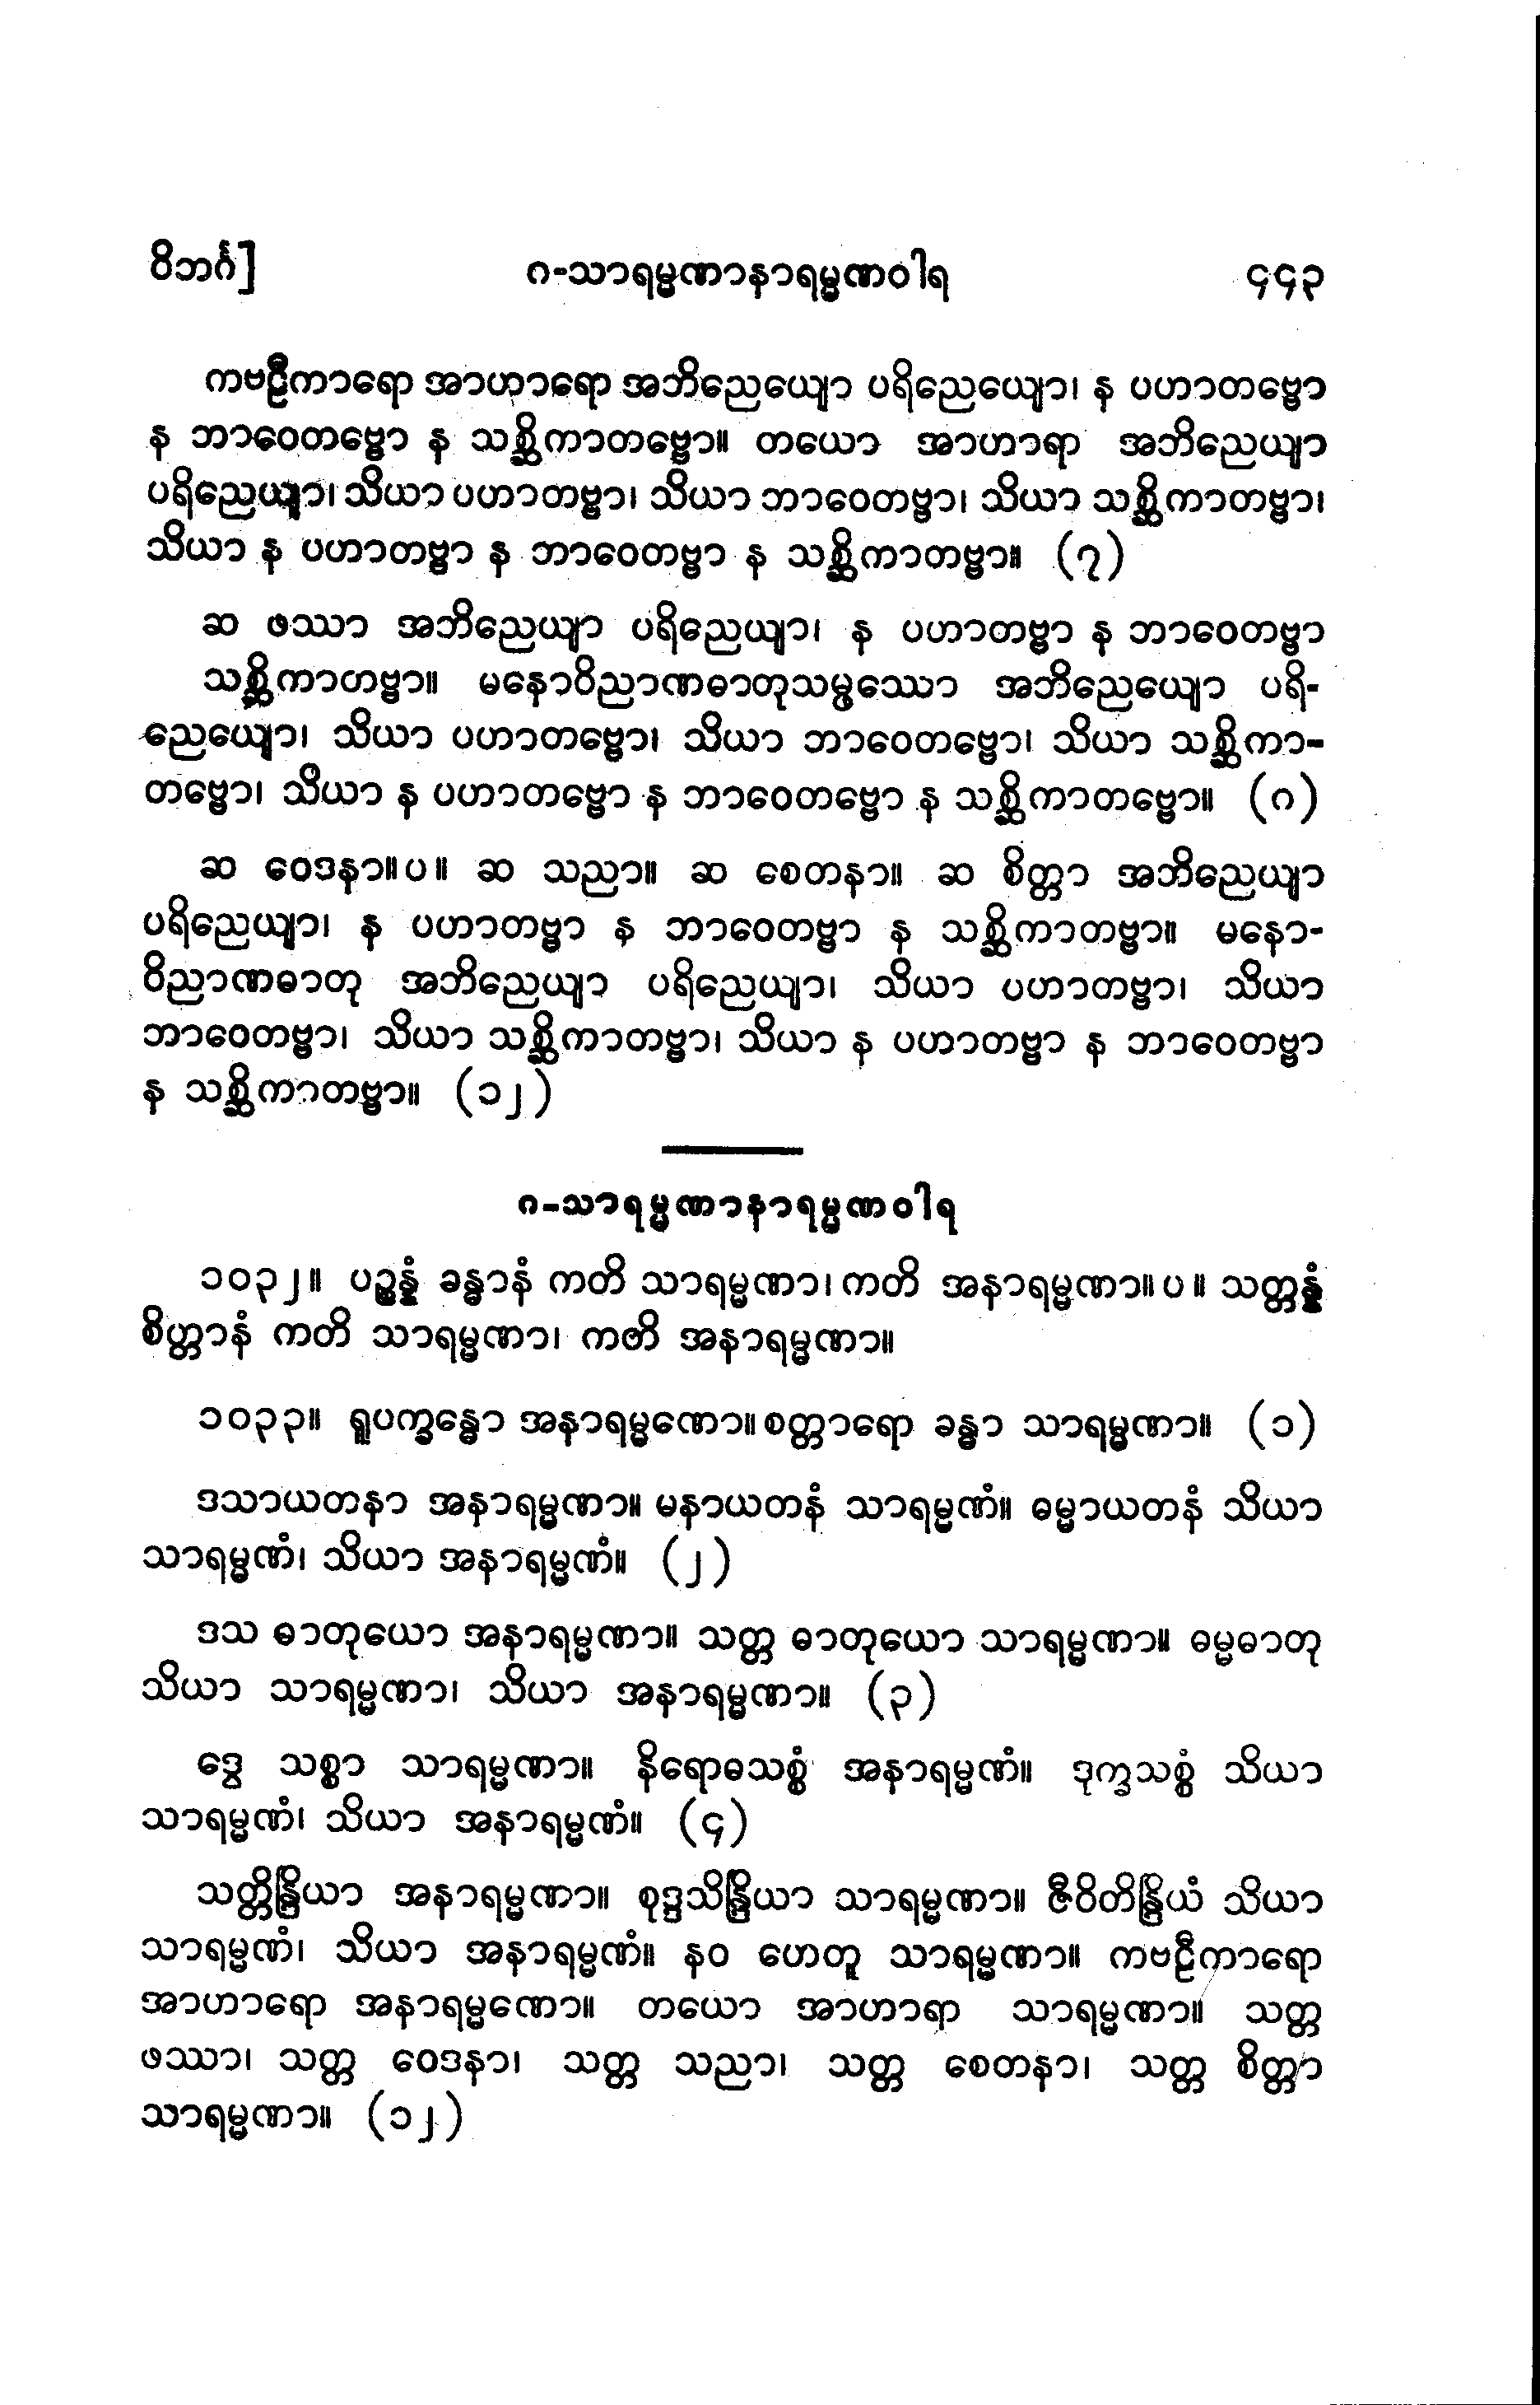 ဝိဘင်္ဂ]	ဂ-သာရမ္မဏာနာရမ္မဏဝါရ	၄၄၃
ကဗဠီကာရော အာဟာရော အဘိညေယျော ပရိညေယျော၊ န ပဟာတဗ္ဗော
န ဘာဝေတဗ္ဗော န သစ္ဆိကာတဗ္ဗော။ တယော အာဟာရာ အဘိညေယျာ
ပရိညေယျာ၊ သိယာ ပဟာတဗ္ဗာ၊ သိယာ ဘာဝေတဗ္ဗာ၊ သိယာ သစ္ဆိကာတဗ္ဗာ၊
သိယာ န ပဟာတဗ္ဗာ န ဘာဝေတဗ္ဗာ န သစ္ဆိကာတဗ္ဗာ။ (၇)
ဆ ဖဿာ အဘိညေယျာ ပရိညေယျာ၊ န ပဟာတဗ္ဗာ န ဘာဝေတဗ္ဗာ
သစ္ဆိကာတဗ္ဗာ။ မနောဝိညာဏဓာတုသမ္ဖဿော အဘိညေယျော ပရိ-
ညေယျော၊ သိယာ ပဟာတဗ္ဗော၊ သိယာ ဘာဝေတဗ္ဗော၊ သိယာ သစ္ဆိကာ-
တဗ္ဗော၊ သိယာ န ပဟာတဗ္ဗော န ဘာဝေတဗ္ဗော န သစ္ဆိကာတဗ္ဗော။ (ဂ)
ဆ ဝေဒနာ။ပ။ ဆ သညာ။ ဆ စေတနာ။ ဆ စိတ္တာ အဘိညေယျာ
ပရိညေယျာ၊ န ပဟာတဗ္ဗာ န ဘာဝေတဗ္ဗာ န သစ္ဆိကာတဗ္ဗာ။ မနော-
ဝိညာဏဓာတု အဘိညေယျာ ပရိညေယျာ၊ သိယာ ပဟာတဗ္ဗာ၊ သိယာ
ဘာဝေတဗ္ဗာ၊ သိယာ သစ္ဆိကာတဗ္ဗာ၊ သိယာ န ပဟာတဗ္ဗာ န ဘာဝေတဗ္ဗာ
န သစ္ဆိကာတဗ္ဗာ။ (၁၂)
ဂ-သာရမ္မဏာနာရမ္မဏဝါရ
၁၀၃၂။ ပဉ္စန္နံ ခန္ဓာနံ ကတိ သာရမ္မဏာ၊ ကတိ အနာရမ္မဏာ။ပ။ သတ္တန္နံ
စိတ္တာနံ ကတိ သာရမ္မဏာ၊ ကတိ အနာရမ္မဏာ။
၁၀၃၃။ ရူပက္ခန္ဓော အနာရမ္မဏော။ စတ္တာရော ခန္ဓာ သာရမ္မဏာ။ (၁)
ဒသာယတနာ အနာရမ္မဏာ။ မနာယတနံ သာရမ္မဏံ။ ဓမ္မာယတနံ သိယာ
သာရမ္မဏံ၊ သိယာ အနာရမ္မဏံ။ (၂)
ဒသ ဓာတုယော အနာရမ္မဏာ။ သတ္တ ဓာတုယော သာရမ္မဏာ။ ဓမ္မဓာတု
သိယာ သာရမ္မဏာ၊ သိယာ အနာရမ္မဏာ။ (၃)
ဒွေ သစ္စာ သာရမ္မဏာ။ နိရောဓသစ္စံ အနာရမ္မဏံ။ ဒုက္ခသစ္စံ သိယာ
သာရမ္မဏံ၊ သိယာ အနာရမ္မဏံ။ (၄)
သတ္တိန္ဒြိယာ အနာရမ္မဏာ။ စုဒ္ဒသိန္ဒြိယာ သာရမ္မဏာ။ ဇီဝိတိန္ဒြိယံ သိယာ
သာရမ္မဏံ၊ သိယာ အနာရမ္မဏံ။ နဝ ဟေတူ သာရမ္မဏာ။ ကဗဠီကာရော
အာဟာရော အနာရမ္မဏော။ တယော အာဟာရာ သာရမ္မဏာ။ သတ္တ
ဖဿာ၊ သတ္တ ဝေဒနာ၊ သတ္တ သညာ၊ သတ္တ စေတနာ၊ သတ္တ စိတ္တာ
သာရမ္မဏာ။ (၁၂)